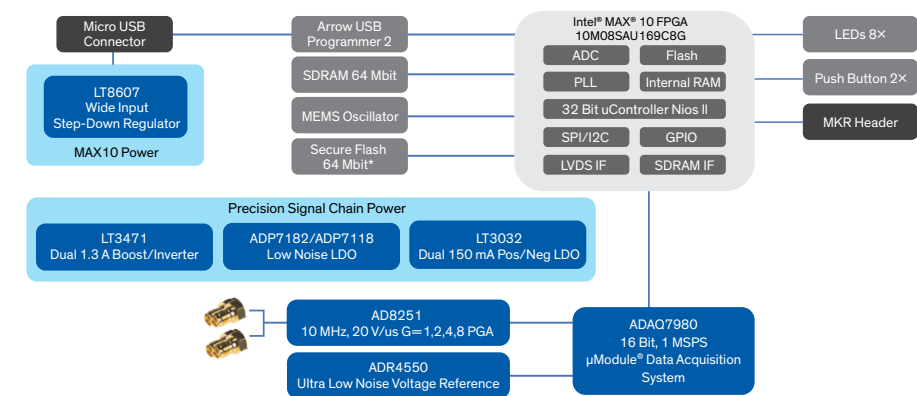 Micro USB
Connector
Arrow USB
Programmer 2
Intel® MAX® 10 FPGA
10M08SAU169C8G
LEDs 8×
ADC
Flash
SDRAM 64 Mbit
PLL
Internal RAM
Push Button 2×
LT8607
Wide Input
Step-Down Regulator
MAX10 Power
MEMS Oscillator
32 Bit uController Nios II
MKR Header
Secure Flash
64 Mbit*
SPI/I2C
GPIO
LVDS IF
SDRAM IF
Precision Signal Chain Power
LT3471
Dual 1.3 A Boost/Inverter
ADP7182/ADP7118
Low Noise LDO
LT3032
Dual 150 mA Pos/Neg LDO
AD8251
10 MHz, 20 V/us G=1,2,4,8 PGA
ADAQ7980
16 Bit, 1 MSPS
µModule® Data Acquisition
System
ADR4550
Ultra Low Noise Voltage Reference